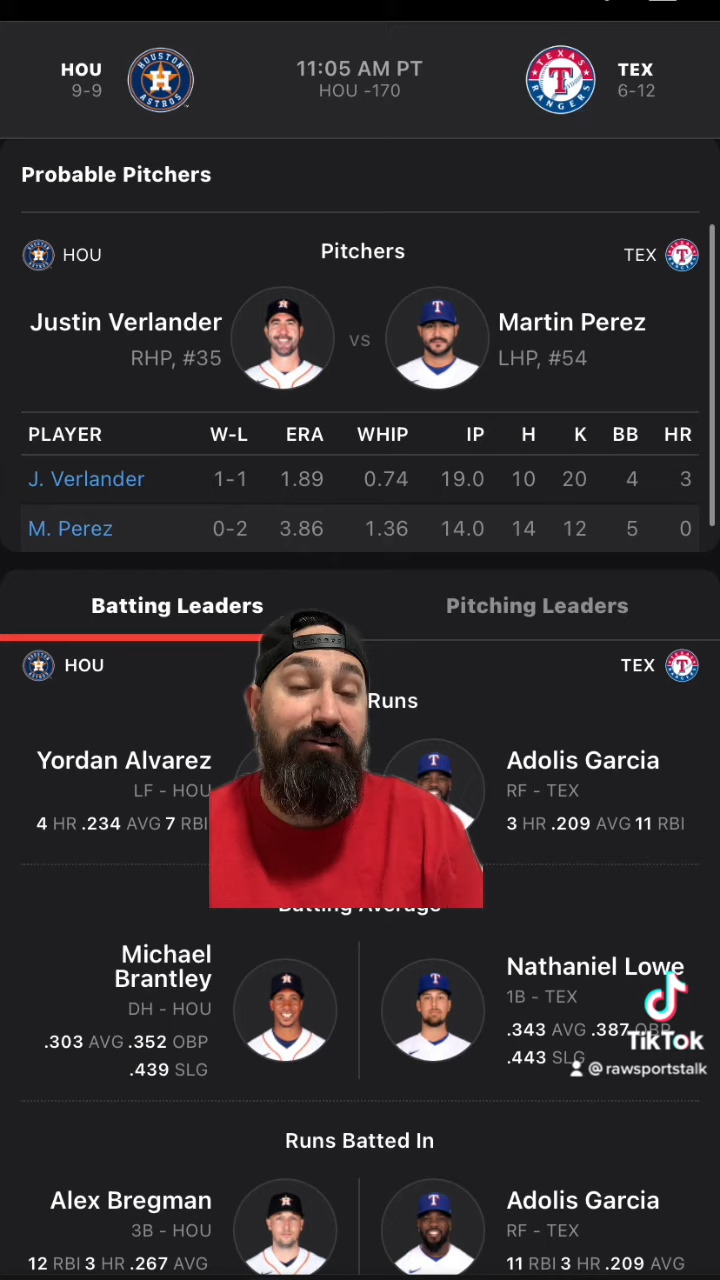 HOU
9-9
11:05 AM PT
HOU -170
TEX
6-12
Probable Pitchers
HOU
Pitchers
TEX
Justin Verlander
RHP, #35
VS
Martin Perez
LHP, #54
PLAYER W-L ERA WHIP IP H K BB HR
J. Verlander 1-1 1.89 0.74 19.0 10 20 4 3
M. Perez 0-2 3.86 1.36 14.0 14 12 5 0
Batting Leaders
Pitching Leaders
HOU
TEX
Runs
Yordan Alvarez
LF - HOU
4 HR .234 AVG 7 RBI
Adolis Garcia
RF - TEX
3 HR .209 AVG 11 RBI
Batting Average
Michael
Brantley
DH - HOU
.303 AVG .352 OBP
.439 SLG
Nathaniel Lowe
1B - TEX
.343 AVG .387 OBP
.443 SLG
TikTok
@rawsportstalk
Runs Batted In
Alex Bregman
3B - HOU
12 RBI 3 HR .267 AVG
Adolis Garcia
RF - TEX
11 RBI 3 HR .209 AVG